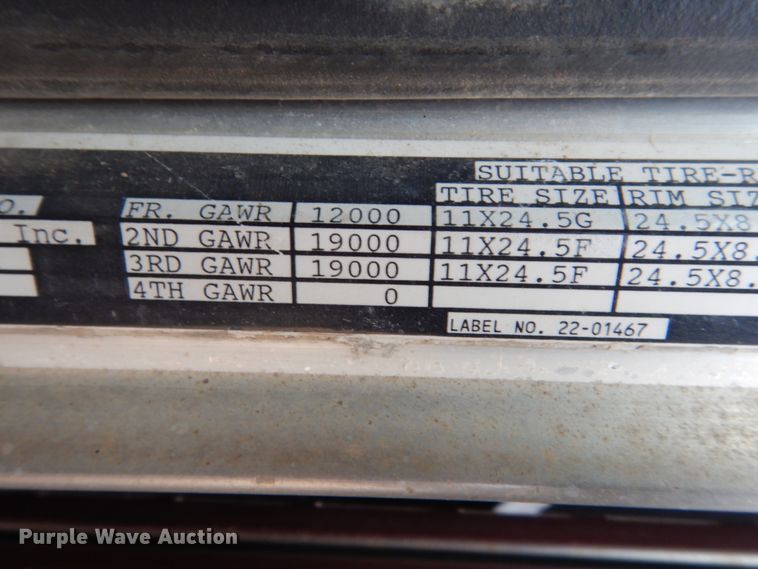 SUITABLE TIRE-R
TIRE SIZE RIM SIZ
O. FR. GAWR 12000 11X24.5G 24.5X8
Inc. 2ND GAWR 19000 11X24.5F 24.5X8.
3RD GAWR 19000 11X24.5F 24.5X8.
4TH GAWR 0
LABEL NO. 22-01467
Purple Wave Auction